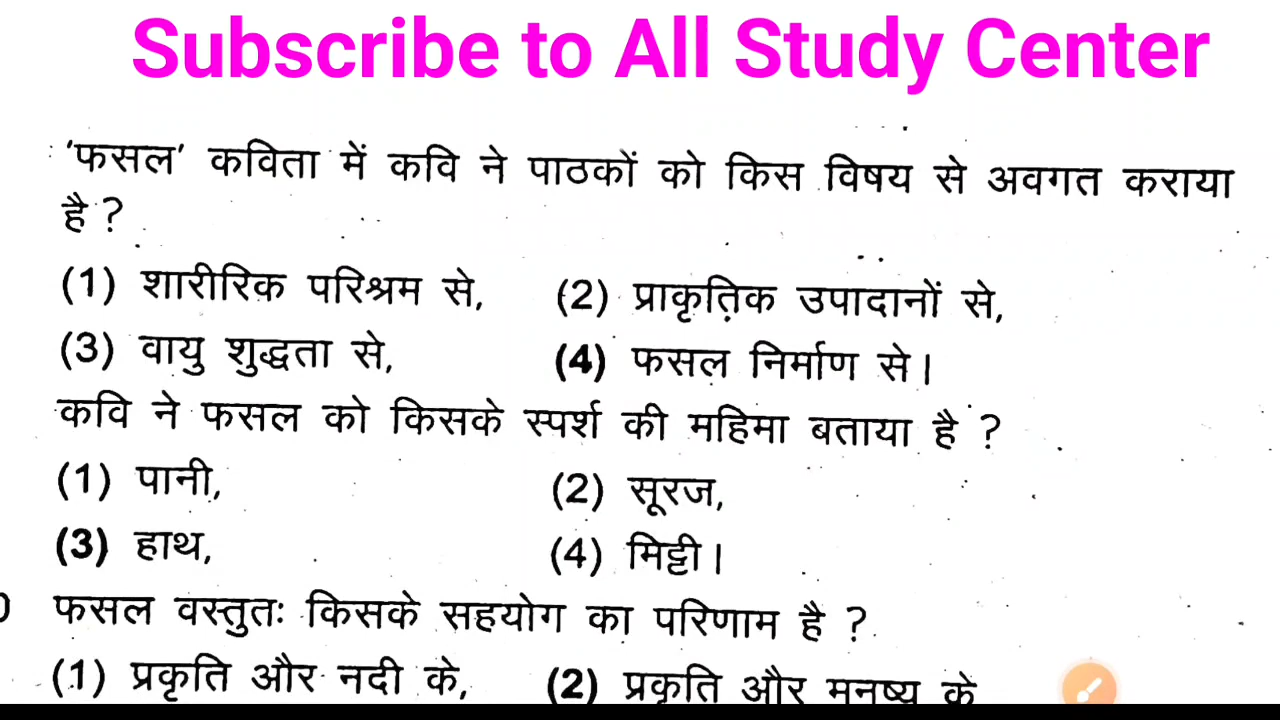 Subscribe to All Study Center
'फसल' कविता में कवि ने पाठकों को किस विषय से अवगत कराया
है ?
(1) शारीरिक परिश्रम से, (2) प्राकृतिक उपादानों से,
(3) वायु शुद्धता से, (4) फसल निर्माण से।
कवि ने फसल को किसके स्पर्श की महिमा बताया है ?
(1) पानी, (2) सूरज,
(3) हाथ, (4) मिट्टी।
फसल वस्तुतः किसके सहयोग का परिणाम है ?
(1) प्रकृति और नदी के, (2) प्रकृति और मनुष्य के